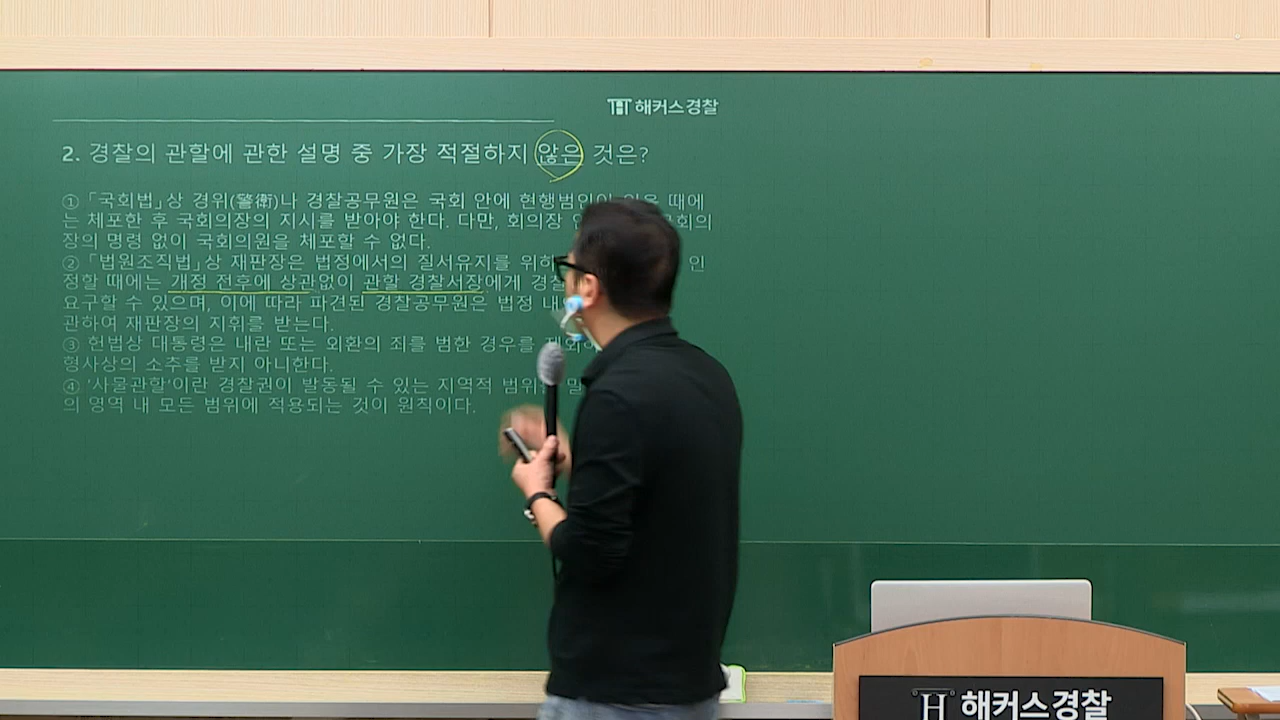 해커스경찰
2. 경찰의 관할에 관한 설명 중 가장 적절하지 않은 것은?
① 「국회법」상 경위(警衛)나 경찰공무원은 국회 안에 현행범인이 때에
는 체포한 후 국회의장의 지시를 받아야 한다. 다만, 회의장
장의 명령 없이 국회의원을 체포할 수 없다.
② 「법원조직법」상 재판장은 법정에서의 질서유지를 위하 인
정할 때에는 개정 전후에 상관없이 관할 경찰서장에게 경찰
요구할 수 있으며, 이에 따라 파견된 경찰공무원은 법정
관하여 재판장의 지휘를 받는다.
③ 헌법상 대통령은 내란 또는 외환의 죄를 범한 경우를
형사상의 소추를 받지 아니한다.
④ '사물관할'이란 경찰권이 발동될 수 있는 지역적 범위
의 영역 내 모든 범위에 적용되는 것이 원칙이다.
해커스경찰